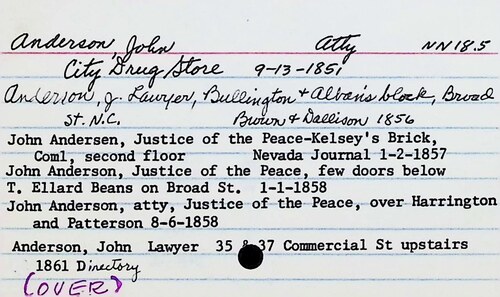 Anderson, John Atty NN18.5
City Drug Store 9-13-1851
Anderson, J. Lawyer, Bullington & Alban's block, Broad
St. N.C. Brown & Dallison 1856
John Andersen, Justice of the Peace-Kelsey's Brick,
Coml, second floor Nevada Journal 1-2-1857
John Anderson, Justice of the Peace, few doors below
T. Ellard Beans on Broad St. 1-1-1858
John Anderson, atty, Justice of the Peace, over Harrington
and Patterson 8-6-1858
Anderson, John Lawyer 35 & 37 Commercial St upstairs
1861 Directory
(OVER)